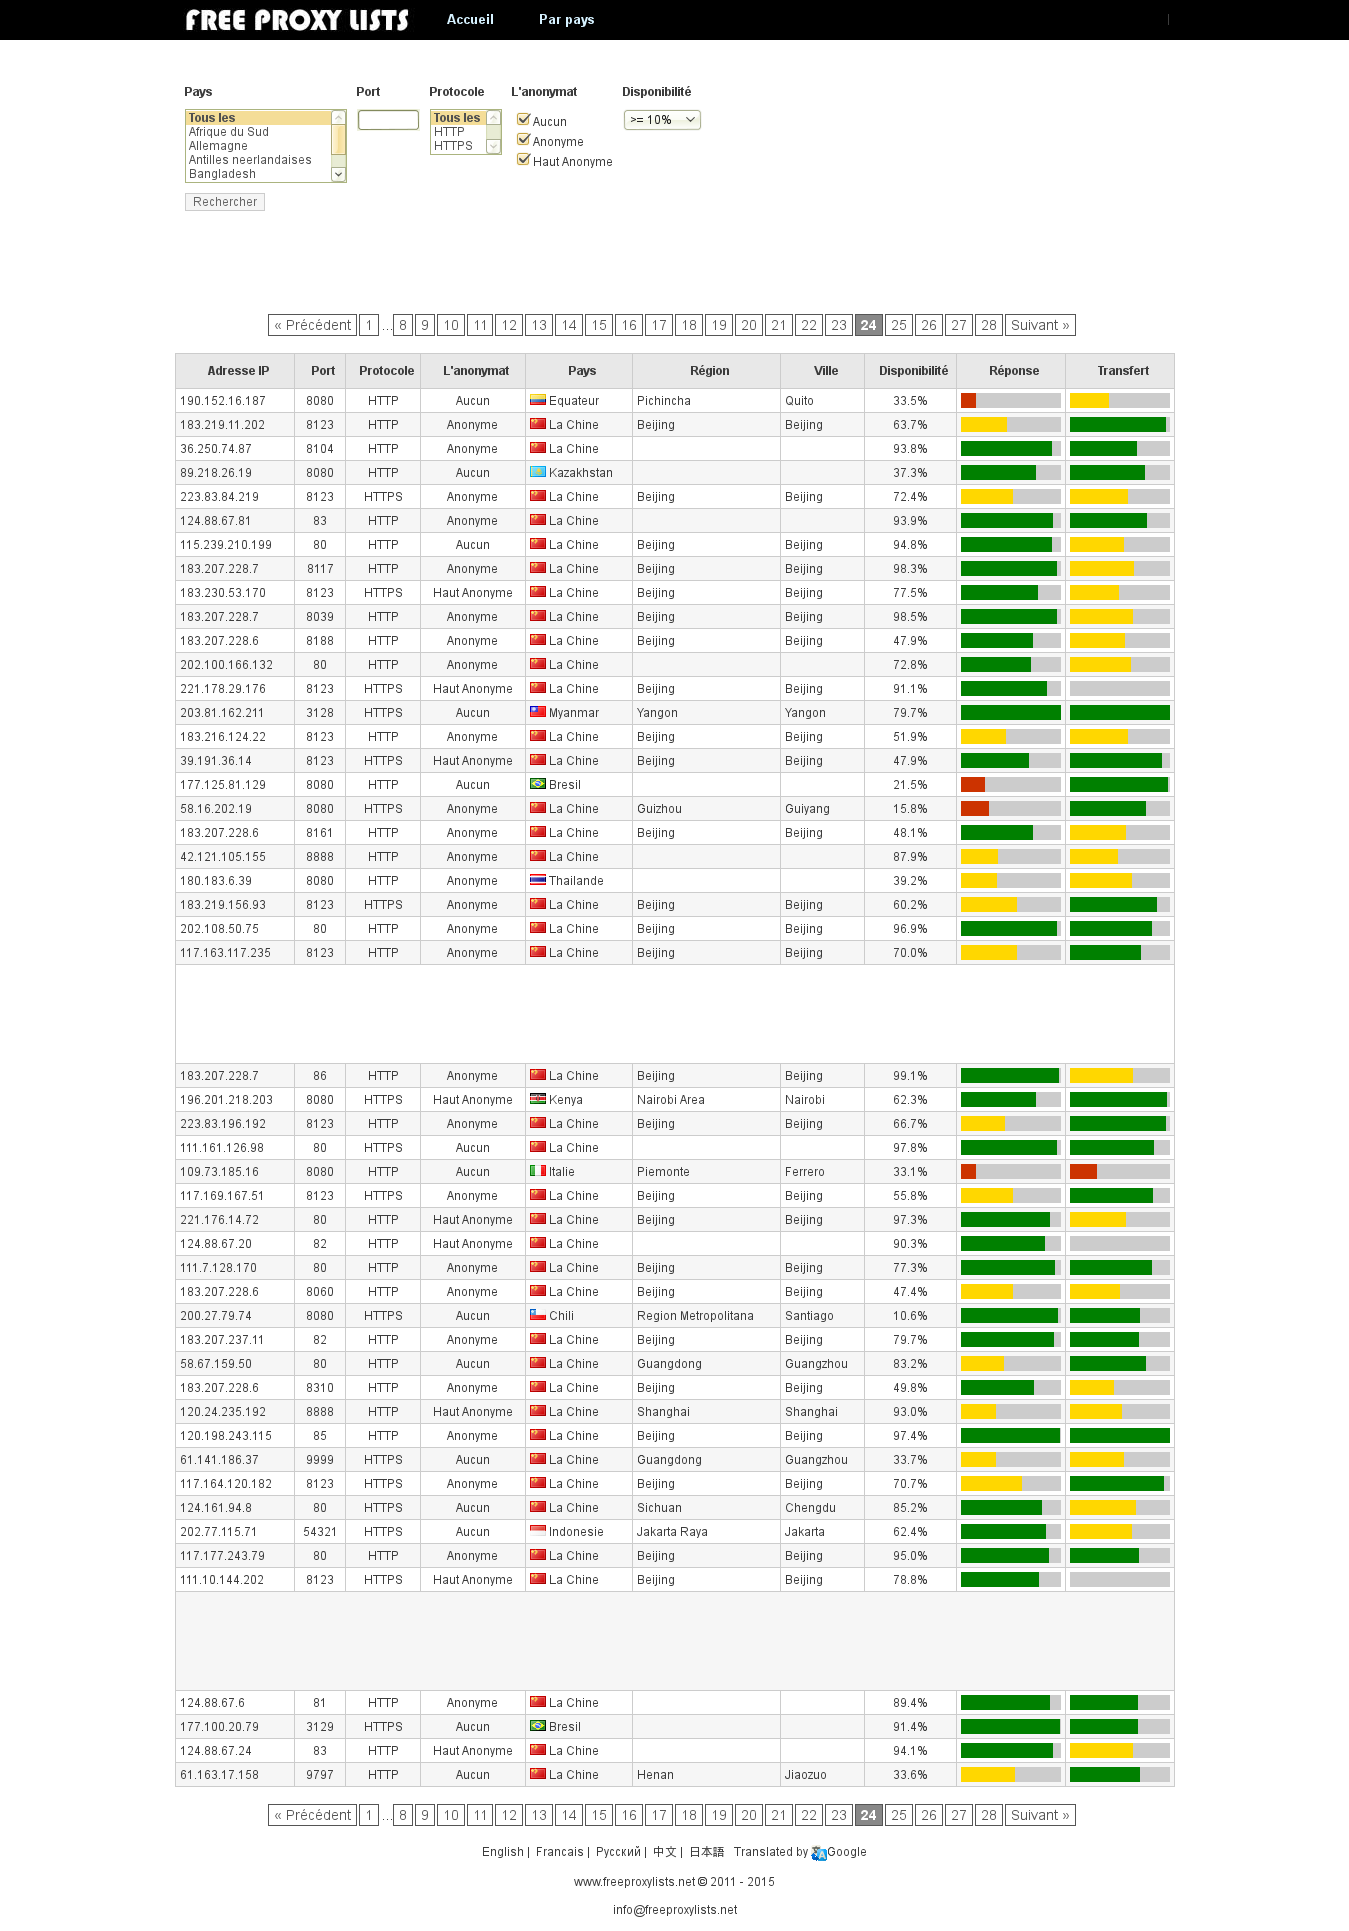 FREE PROXY LISTS Accueil Par pays
Pays Port Protocole L'anonymat Disponibilité
Tous les
Afrique du Sud
Allemagne
Antilles neerlandaises
Bangladesh
Tous les
HTTP
HTTPS
Aucun
Anonyme
Haut Anonyme
>= 10%
Rechercher
« Précédent 1 ... 8 9 10 11 12 13 14 15 16 17 18 19 20 21 22 23 24 25 26 27 28 Suivant »
Adresse IP Port Protocole L'anonymat Pays Région Ville Disponibilité Réponse Transfert
190.152.16.187 8080 HTTP Aucun Equateur Pichincha Quito 33.5%
183.219.11.202 8123 HTTP Anonyme La Chine Beijing Beijing 63.7%
36.250.74.87 8104 HTTP Anonyme La Chine 93.8%
89.218.26.19 8080 HTTP Aucun Kazakhstan 37.3%
223.83.84.219 8123 HTTPS Anonyme La Chine Beijing Beijing 72.4%
124.88.67.81 83 HTTP Anonyme La Chine 93.9%
115.239.210.199 80 HTTP Aucun La Chine Beijing Beijing 94.8%
183.207.228.7 8117 HTTP Anonyme La Chine Beijing Beijing 98.3%
183.230.53.170 8123 HTTPS Haut Anonyme La Chine Beijing Beijing 77.5%
183.207.228.7 8039 HTTP Anonyme La Chine Beijing Beijing 98.5%
183.207.228.6 8188 HTTP Anonyme La Chine Beijing Beijing 47.9%
202.100.166.132 80 HTTP Anonyme La Chine 72.8%
221.178.29.176 8123 HTTPS Haut Anonyme La Chine Beijing Beijing 91.1%
203.81.162.211 3128 HTTPS Aucun Myanmar Yangon Yangon 79.7%
183.216.124.22 8123 HTTP Anonyme La Chine Beijing Beijing 51.9%
39.191.36.14 8123 HTTPS Haut Anonyme La Chine Beijing Beijing 47.9%
177.125.81.129 8080 HTTP Aucun Bresil 21.5%
58.16.202.19 8080 HTTPS Anonyme La Chine Guizhou Guiyang 15.8%
183.207.228.6 8161 HTTP Anonyme La Chine Beijing Beijing 48.1%
42.121.105.155 8888 HTTP Anonyme La Chine 87.9%
180.183.6.39 8080 HTTP Anonyme Thailande 39.2%
183.219.156.93 8123 HTTPS Anonyme La Chine Beijing Beijing 60.2%
202.108.50.75 80 HTTP Anonyme La Chine Beijing Beijing 96.9%
117.163.117.235 8123 HTTP Anonyme La Chine Beijing Beijing 70.0%
183.207.228.7 86 HTTP Anonyme La Chine Beijing Beijing 99.1%
196.201.218.203 8080 HTTPS Haut Anonyme Kenya Nairobi Area Nairobi 62.3%
223.83.196.192 8123 HTTPS Anonyme La Chine Beijing Beijing 66.7%
111.161.126.98 80 HTTPS Aucun La Chine 97.8%
109.73.185.16 8080 HTTP Aucun Italie Piemonte Ferrero 33.1%
117.169.167.51 8123 HTTPS Anonyme La Chine Beijing Beijing 55.8%
221.176.14.72 80 HTTP Haut Anonyme La Chine Beijing Beijing 97.3%
124.88.67.20 82 HTTP Haut Anonyme La Chine 90.3%
111.7.128.170 80 HTTP Anonyme La Chine Beijing Beijing 77.3%
183.207.228.6 8060 HTTP Anonyme La Chine Beijing Beijing 47.4%
200.27.79.74 8080 HTTPS Aucun Chili Region Metropolitana Santiago 10.6%
183.207.237.11 82 HTTP Anonyme La Chine Beijing Beijing 79.7%
58.67.159.50 80 HTTP Aucun La Chine Guangdong Guangzhou 83.2%
183.207.228.6 8310 HTTP Anonyme La Chine Beijing Beijing 49.8%
120.24.235.192 8888 HTTP Haut Anonyme La Chine Shanghai Shanghai 93.0%
120.198.243.115 85 HTTP Anonyme La Chine Beijing Beijing 97.4%
61.141.186.37 9999 HTTPS Aucun La Chine Guangdong Guangzhou 33.7%
117.164.120.182 8123 HTTPS Anonyme La Chine Beijing Beijing 70.7%
124.161.94.8 80 HTTPS Aucun La Chine Sichuan Chengdu 85.2%
202.77.115.71 54321 HTTPS Aucun Indonesie Jakarta Raya Jakarta 62.4%
117.177.243.79 80 HTTP Anonyme La Chine Beijing Beijing 95.0%
111.10.144.202 8123 HTTPS Haut Anonyme La Chine Beijing Beijing 78.8%
124.88.67.6 81 HTTP Anonyme La Chine 89.4%
177.100.20.79 3129 HTTPS Aucun Bresil 91.4%
124.88.67.24 83 HTTP Haut Anonyme La Chine 94.1%
61.163.17.158 9797 HTTP Aucun La Chine Henan Jiaozuo 33.6%
« Précédent 1 ... 8 9 10 11 12 13 14 15 16 17 18 19 20 21 22 23 24 25 26 27 28 Suivant »
English | Francais | Русский | 中文 | 日本語 Translated by Google
www.freeproxylists.net © 2011 - 2015
info@freeproxylists.net